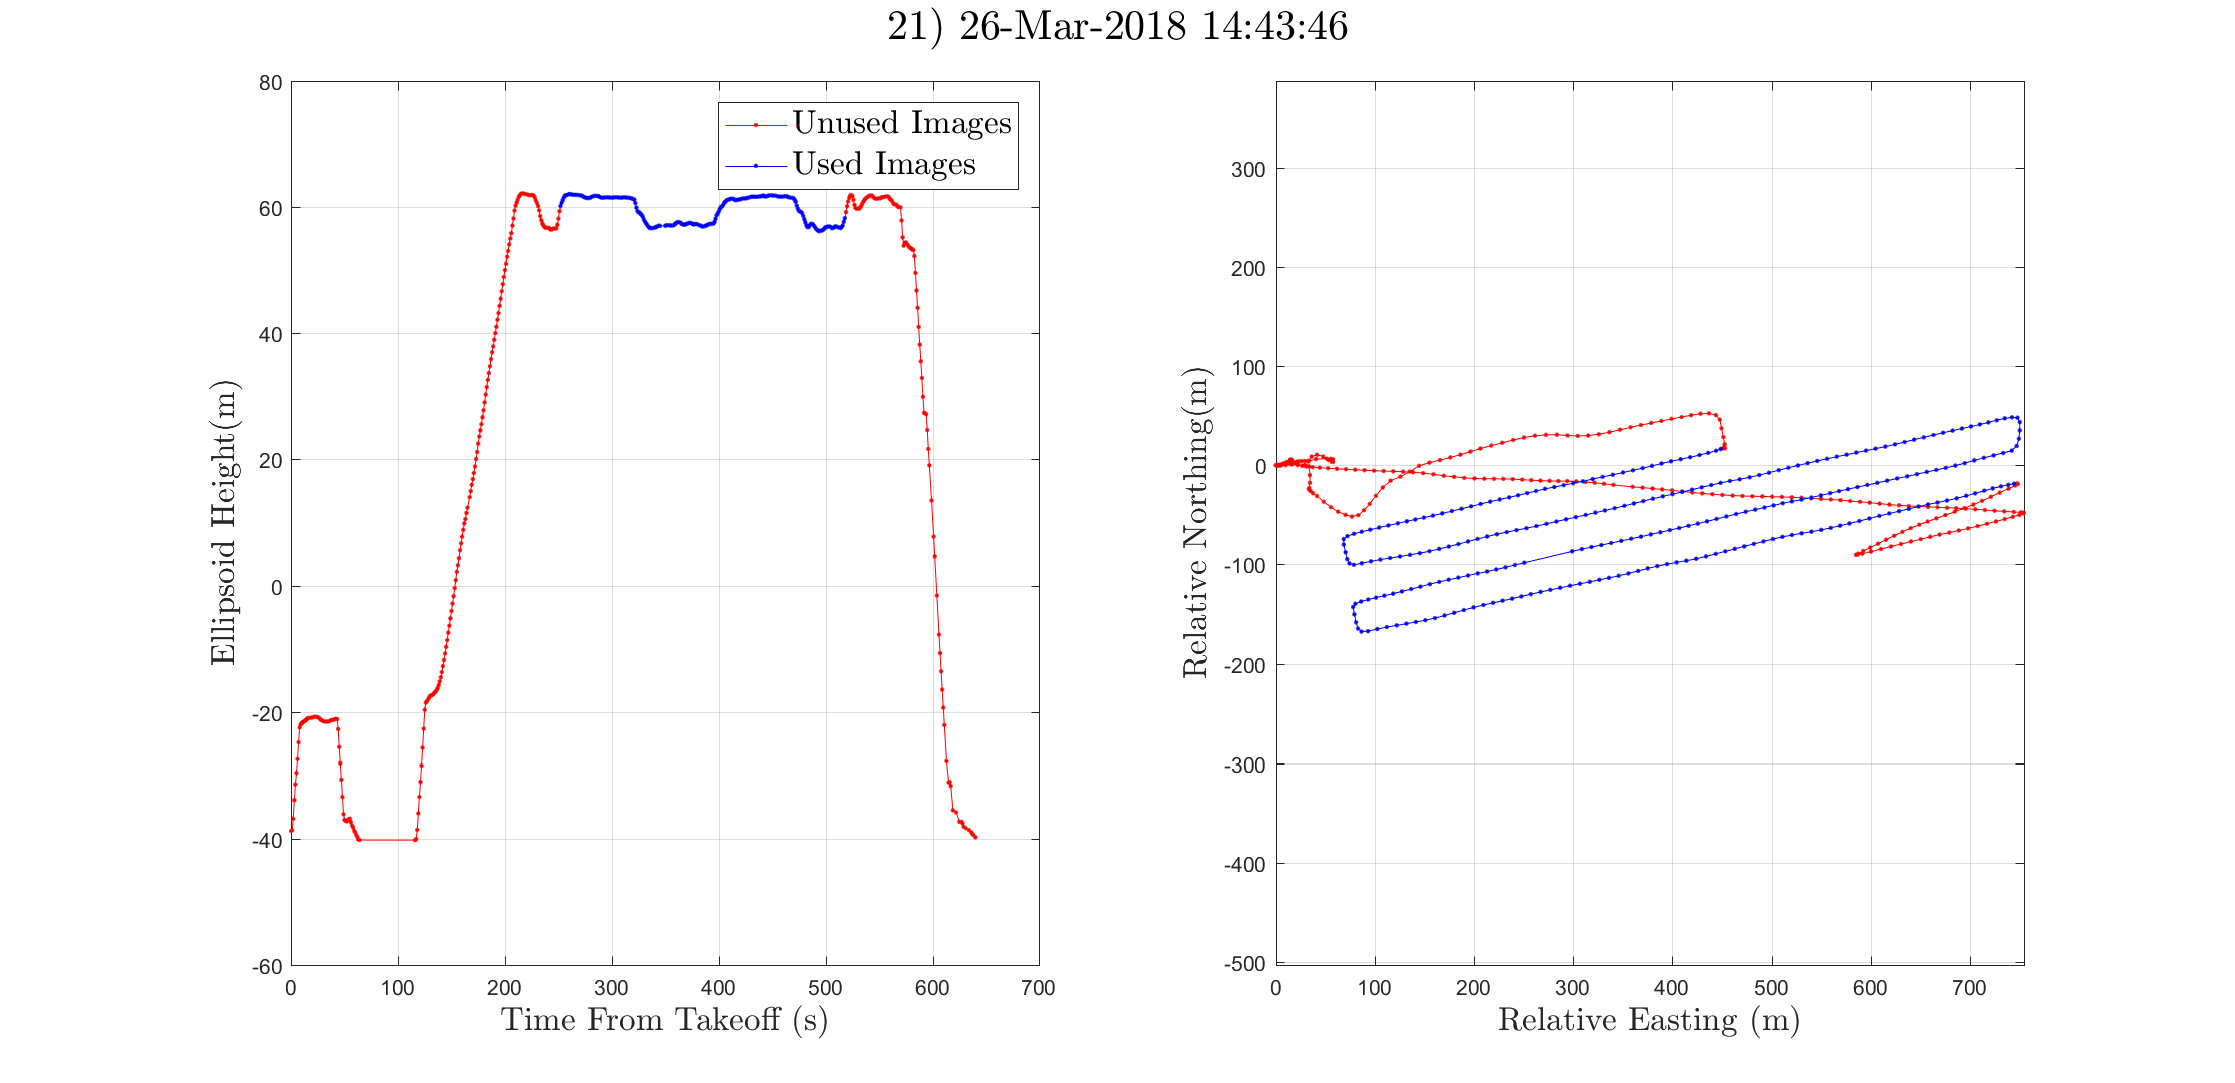 21) 26-Mar-2018 14:43:46
80
60
40
20
0
-20
-40
-60
Ellipsoid Height(m)
0 100 200 300 400 500 600 700
Time From Takeoff (s)
Unused Images
Used Images
300
200
100
0
-100
-200
-300
-400
-500
Relative Northing(m)
0 100 200 300 400 500 600 700
Relative Easting (m)